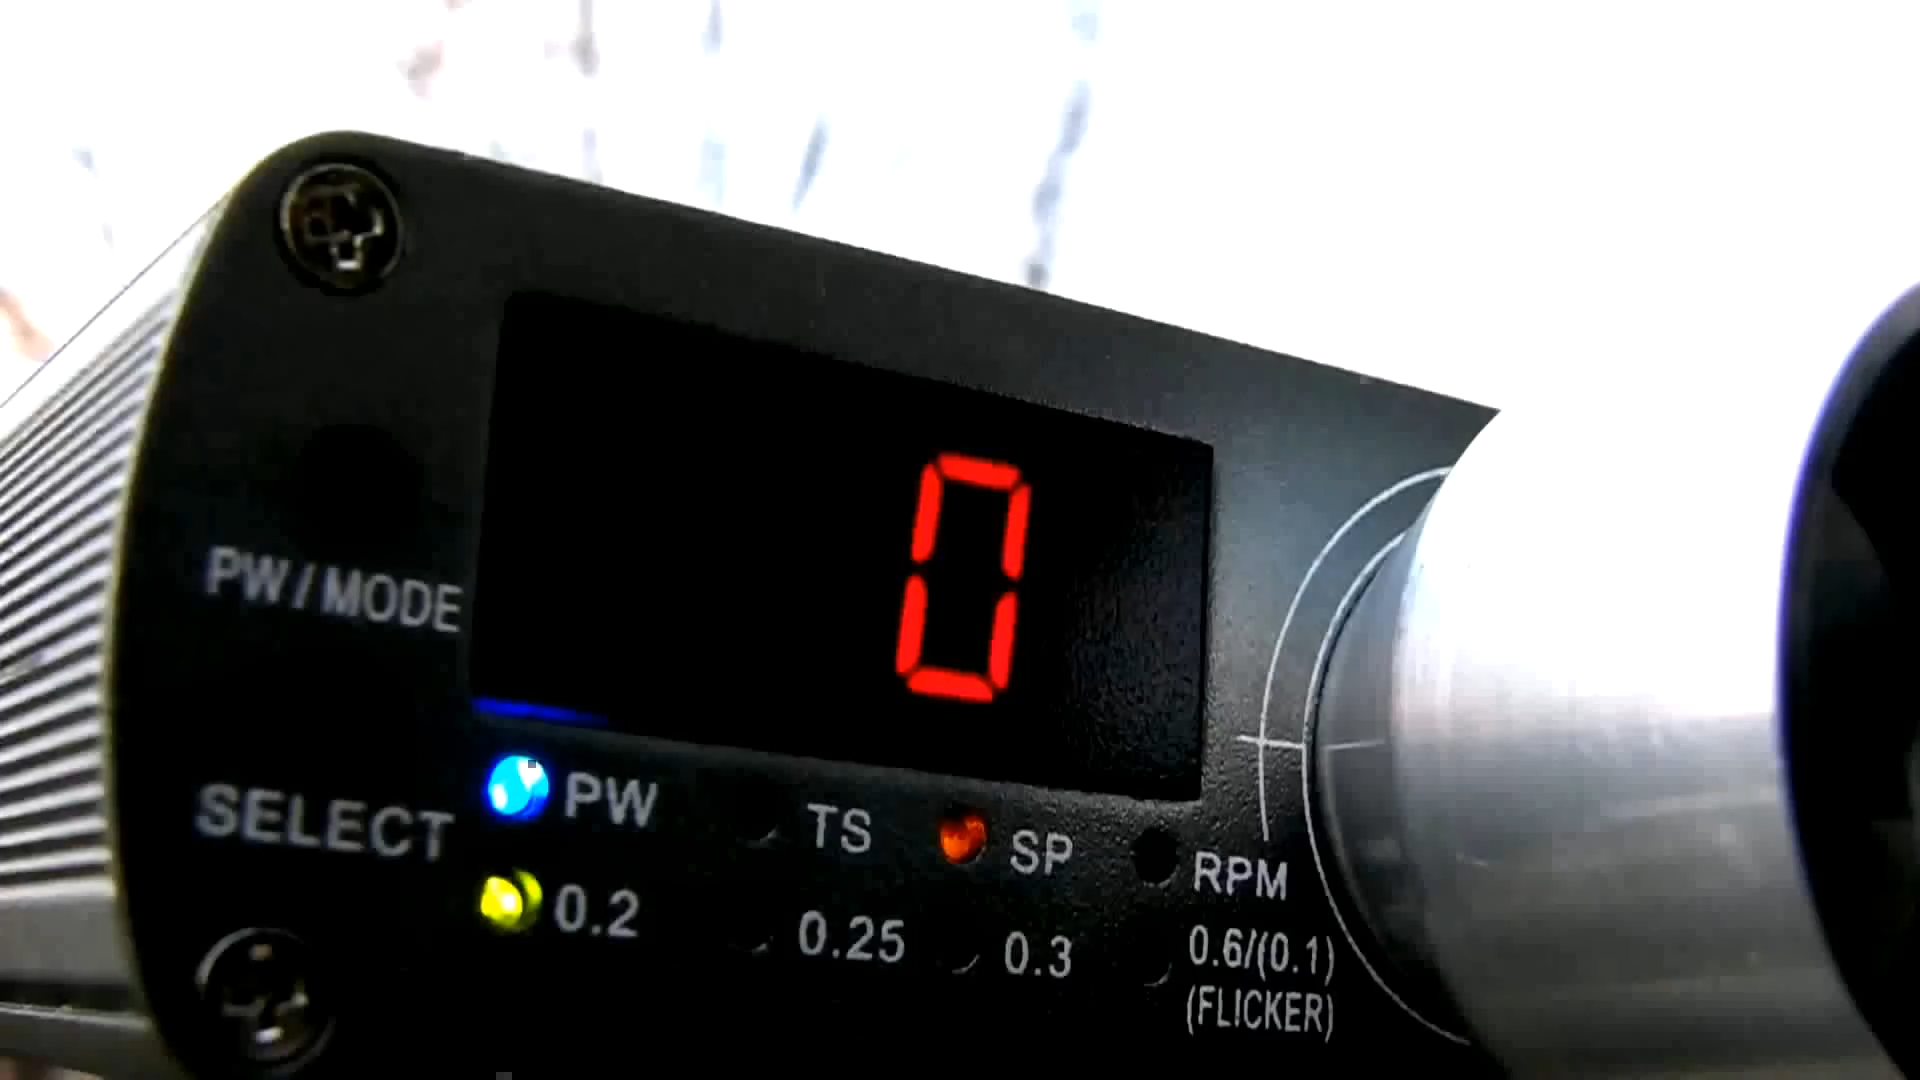 0
PW / MODE
SELECT
PW TS SP RPM
0.2 0.25 0.3 0.6/(0.1)
(FLICKER)